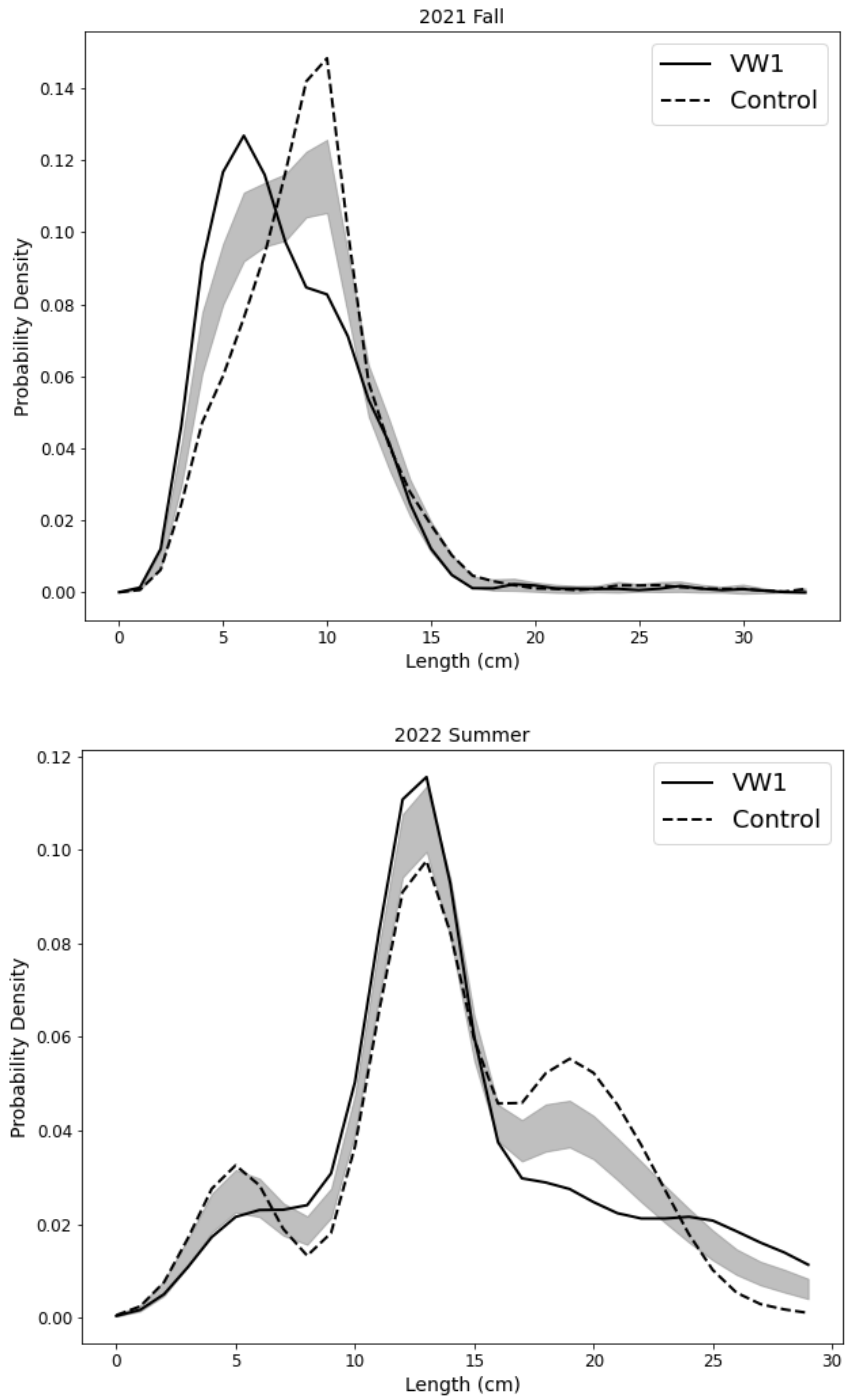 2021 Fall
VW1
Control
0.14
0.12
0.10
0.08
0.06
0.04
0.02
0.00
Probability Density
0 5 10 15 20 25 30
Length (cm)
2022 Summer
VW1
Control
0.12
0.10
0.08
0.06
0.04
0.02
0.00
Probability Density
0 5 10 15 20 25 30
Length (cm)